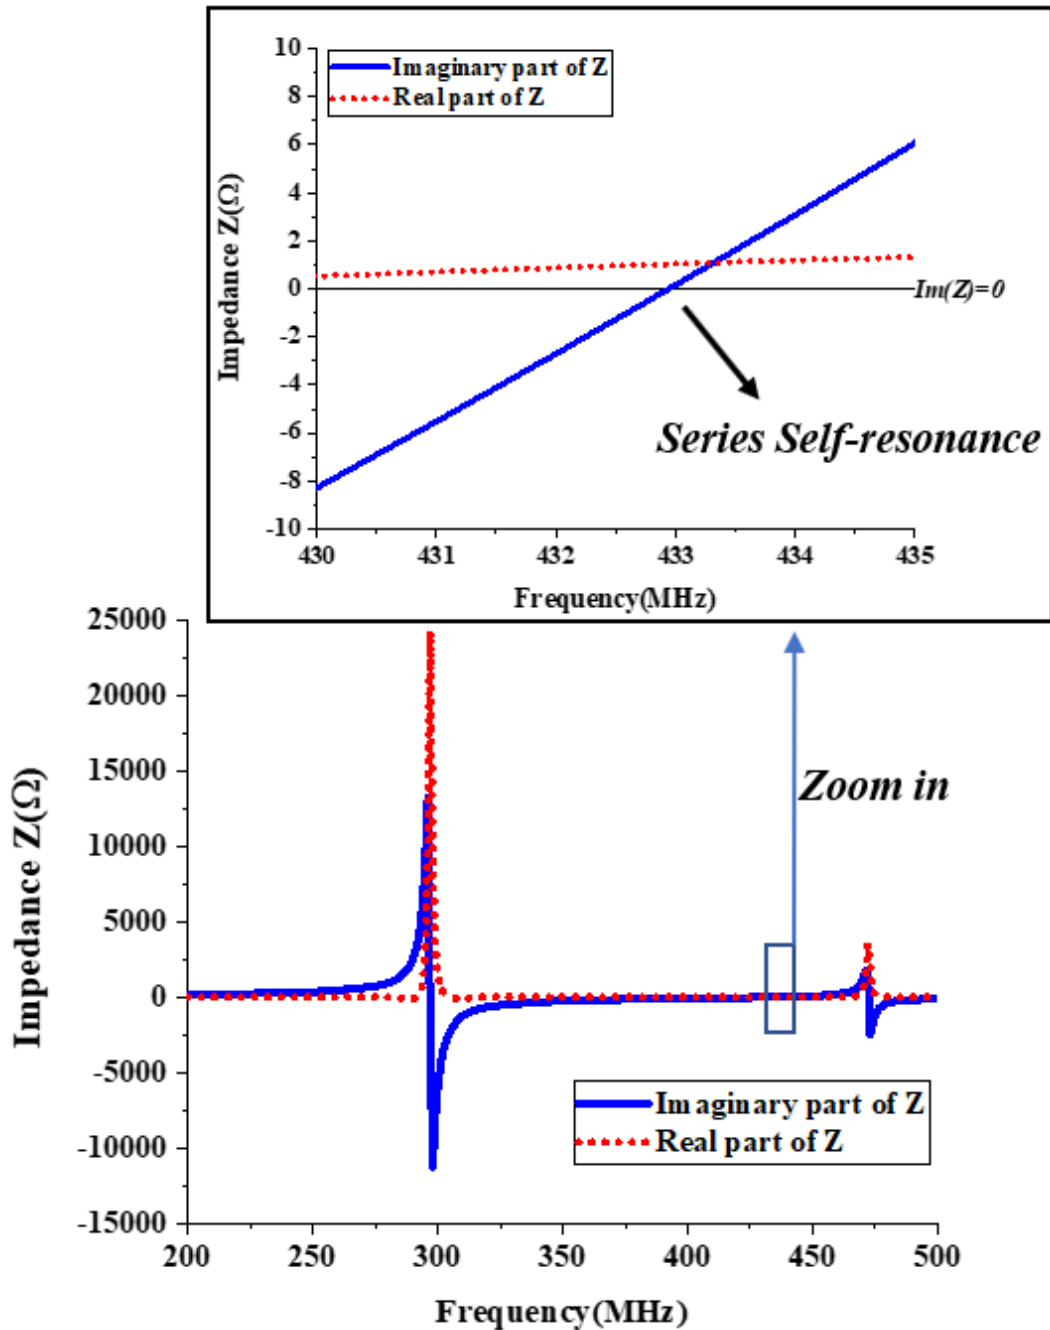 10
8
6
4
2
0
-2
-4
-6
-8
-10
Impedance Z(Ω)
Imaginary part of Z
Real part of Z
Im(Z)=0
Series Self-resonance
430 431 432 433 434 435
Frequency(MHz)
25000
20000
15000
10000
5000
0
-5000
-10000
-15000
Impedance Z(Ω)
Zoom in
Imaginary part of Z
Real part of Z
200 250 300 350 400 450 500
Frequency(MHz)